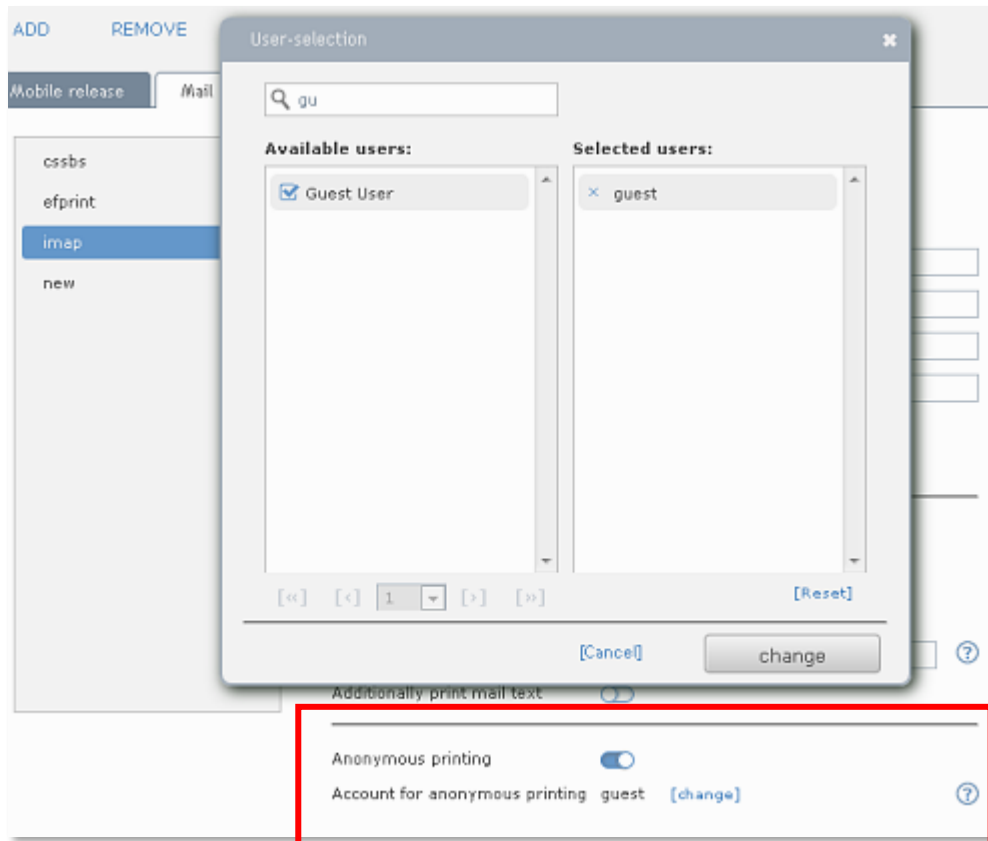 ADD REMOVE
User-selection
Mobile release Mail
gu
Available users: Selected users:
cssbs
Guest User guest
efprint
imap
new
[«] [‹] 1 [›] [»] [Reset]
[Cancel] change
Additionally print mail text
Anonymous printing
Account for anonymous printing guest [change]